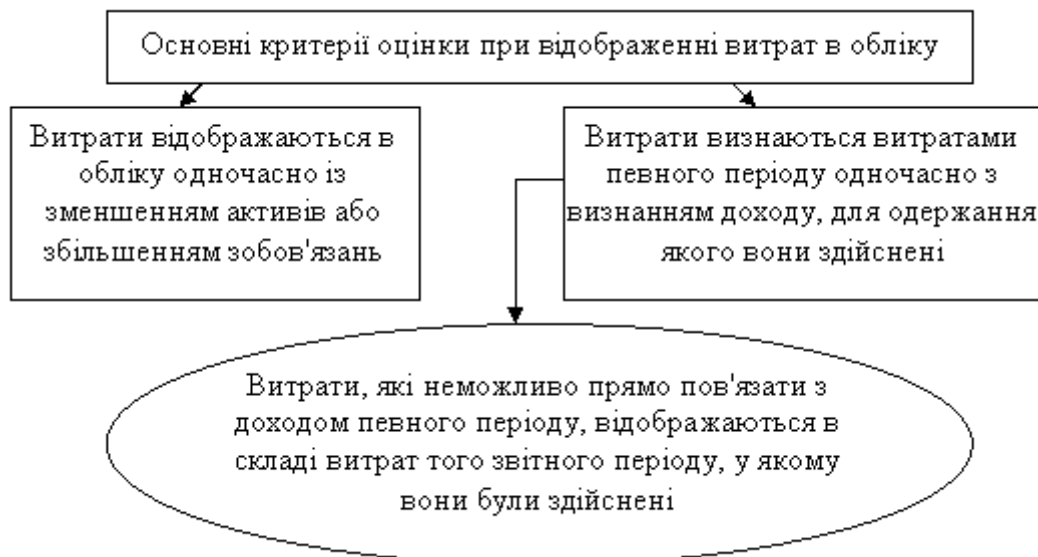 Основні критерії оцінки при відображенні витрат в обліку
Витрати відображаються в
обліку одночасно із
зменшенням активів або
збільшенням зобов'язань
Витрати визнаються витратами
певного періоду одночасно з
визнанням доходу, для одержання
якого вони здійснені
Витрати, які неможливо прямо пов'язати з
доходом певного періоду, відображаються в
складі витрат того звітного періоду, у якому
вони були здійснені